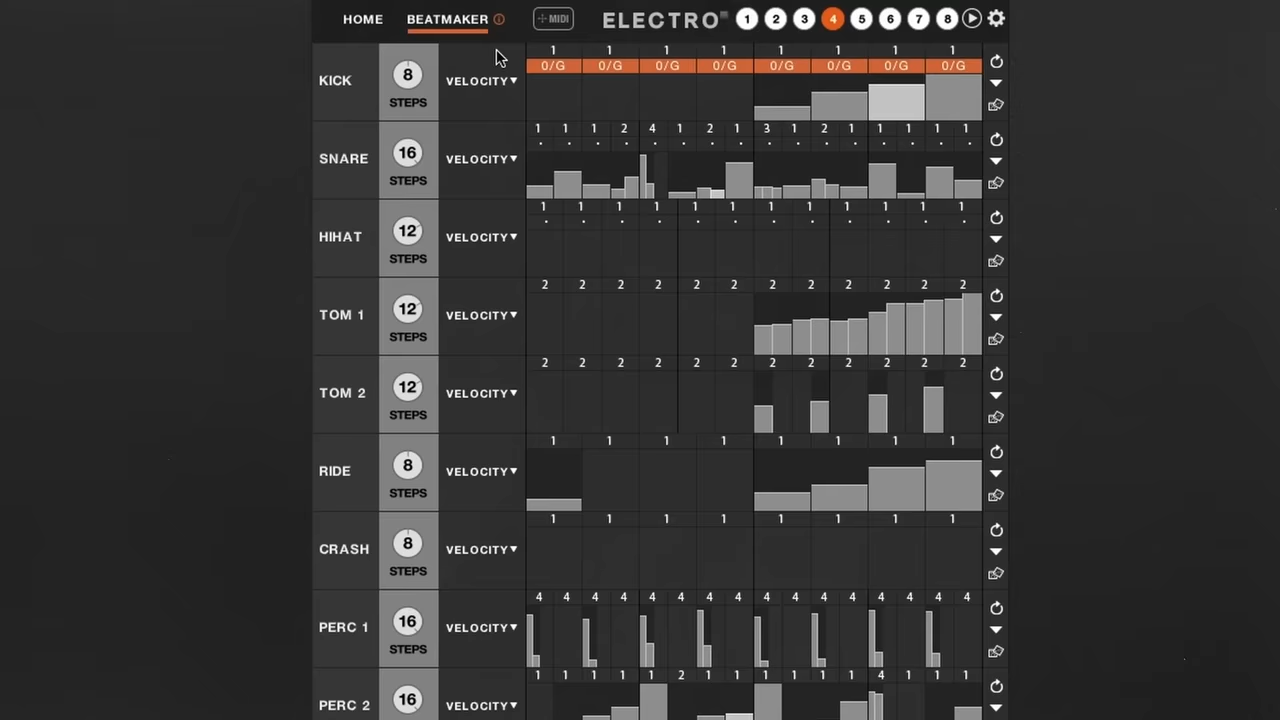 HOME BEATMAKER MIDI ELECTRO 1 2 3 4 5 6 7 8
1 1 1 1 1 1 1 1
KICK 8 STEPS VELOCITY 0/G 0/G 0/G 0/G 0/G 0/G 0/G 0/G
1 1 1 2 4 1 2 1 3 1 2 1 1 1 1 1
SNARE 16 STEPS VELOCITY
1 1 1 1 1 1 1 1 1 1 1 1
HIHAT 12 STEPS VELOCITY
2 2 2 2 2 2 2 2 2 2 2 2
TOM 1 12 STEPS VELOCITY
2 2 2 2 2 2 2 2 2 2 2 2
TOM 2 12 STEPS VELOCITY
1 1 1 1 1 1 1 1
RIDE 8 STEPS VELOCITY
1 1 1 1 1 1 1 1
CRASH 8 STEPS VELOCITY
4 4 4 4 4 4 4 4 4 4 4 4 4 4 4 4
PERC 1 16 STEPS VELOCITY
1 1 1 1 1 2 1 1 1 1 1 1 4 1 1 1
PERC 2 16 VELOCITY